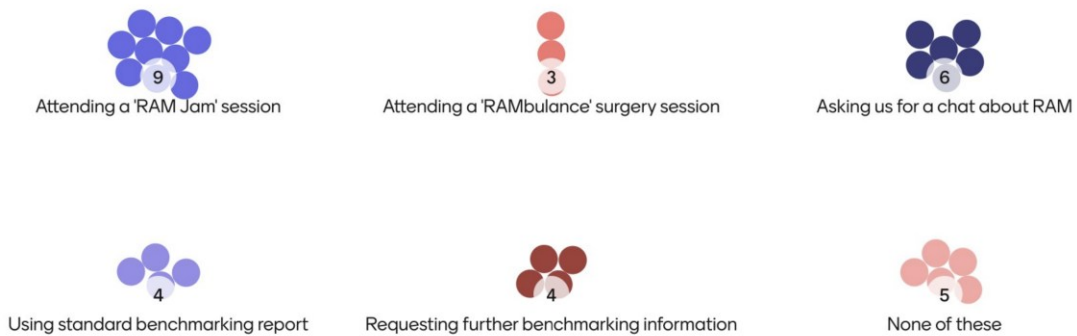 9
Attending a 'RAM Jam' session
3
Attending a 'RAMbulance' surgery session
6
Asking us for a chat about RAM
4
Using standard benchmarking report
4
Requesting further benchmarking information
5
None of these